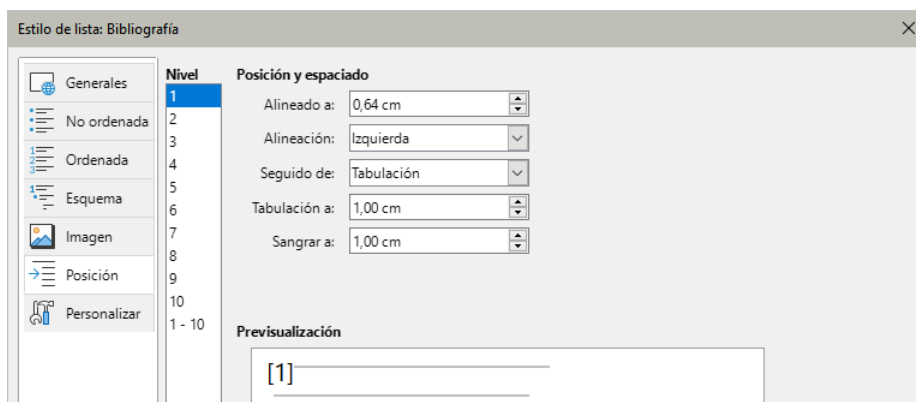 Estilo de lista: Bibliografía
Generales
No ordenada
Ordenada
Esquema
Imagen
Posición
Personalizar
Nivel
1
2
3
4
5
6
7
8
9
10
1 - 10
Posición y espaciado
Alineado a: 0,64 cm
Alineación: Izquierda
Seguido de: Tabulación
Tabulación a: 1,00 cm
Sangrar a: 1,00 cm
Previsualización
[1]